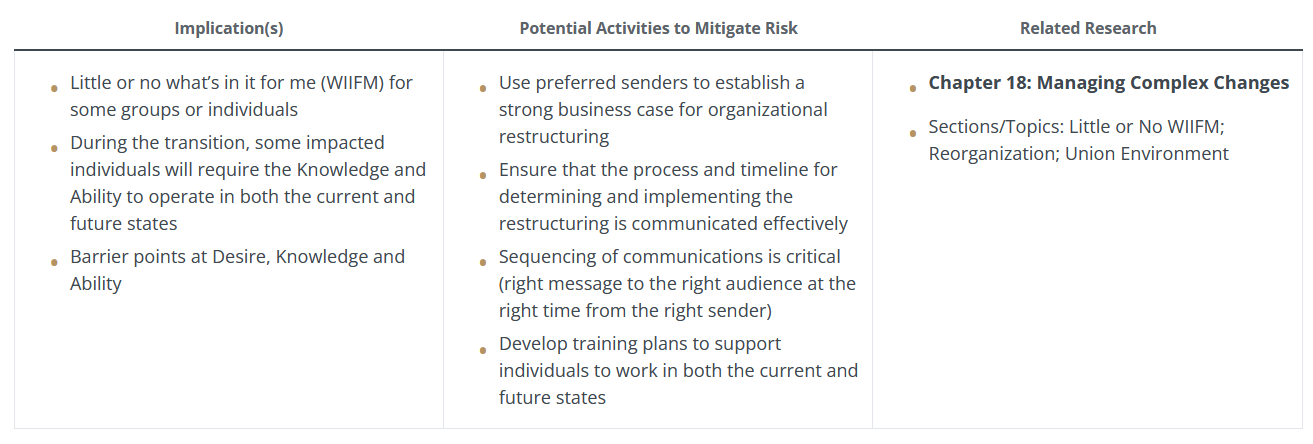 Implication(s)
Potential Activities to Mitigate Risk
Related Research
Little or no what’s in it for me (WIIFM) for
some groups or individuals
During the transition, some impacted
individuals will require the Knowledge and
Ability to operate in both the current and
future states
Barrier points at Desire, Knowledge and
Ability
Use preferred senders to establish a
strong business case for organizational
restructuring
Ensure that the process and timeline for
determining and implementing the
restructuring is communicated effectively
Sequencing of communications is critical
(right message to the right audience at the
right time from the right sender)
Develop training plans to support
individuals to work in both the current and
future states
Chapter 18: Managing Complex Changes
Sections/Topics: Little or No WIIFM;
Reorganization; Union Environment